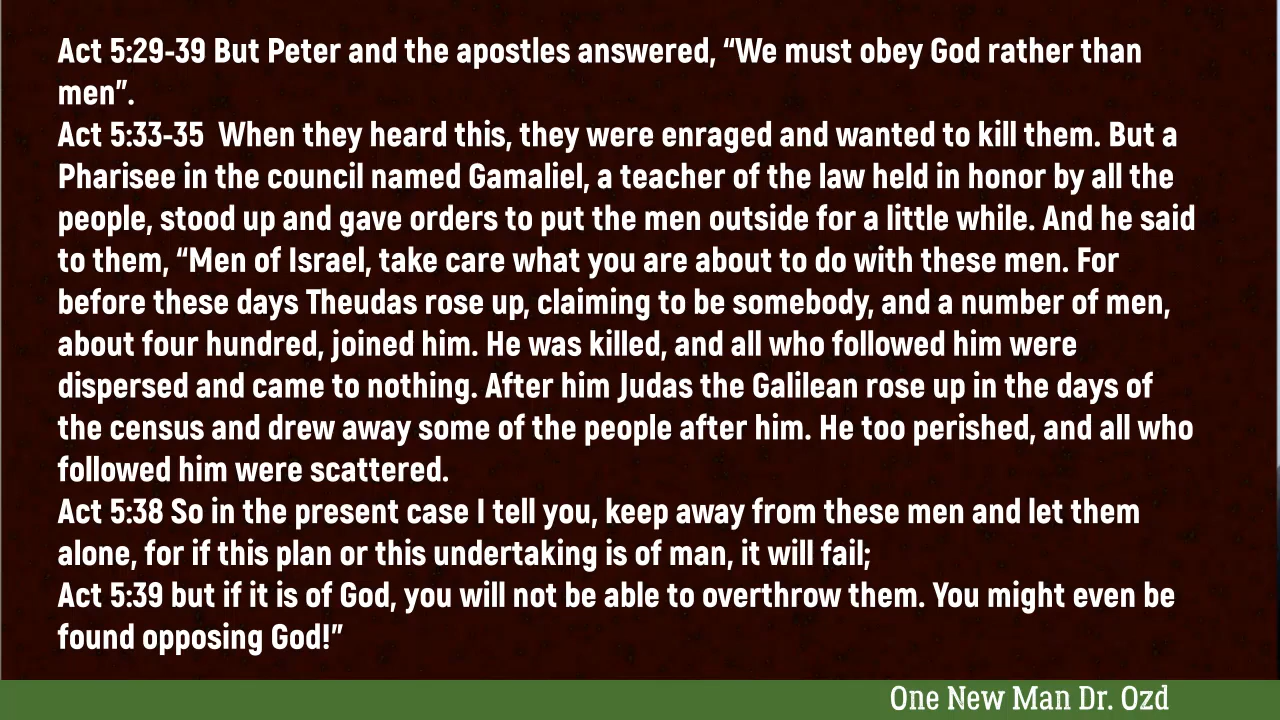 Act 5:29-39 But Peter and the apostles answered, “We must obey God rather than
men”.
Act 5:33-35  When they heard this, they were enraged and wanted to kill them. But a
Pharisee in the council named Gamaliel, a teacher of the law held in honor by all the
people, stood up and gave orders to put the men outside for a little while. And he said
to them, “Men of Israel, take care what you are about to do with these men. For
before these days Theudas rose up, claiming to be somebody, and a number of men,
about four hundred, joined him. He was killed, and all who followed him were
dispersed and came to nothing. After him Judas the Galilean rose up in the days of
the census and drew away some of the people after him. He too perished, and all who
followed him were scattered.
Act 5:38 So in the present case I tell you, keep away from these men and let them
alone, for if this plan or this undertaking is of man, it will fail;
Act 5:39 but if it is of God, you will not be able to overthrow them. You might even be
found opposing God!”
One New Man Dr. Ozd